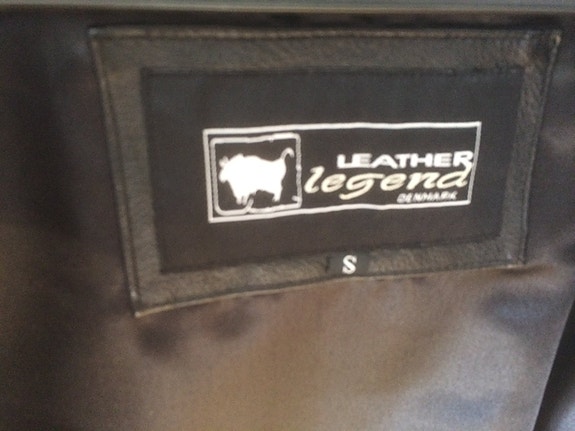 LEATHER
legend
DENMARK
S